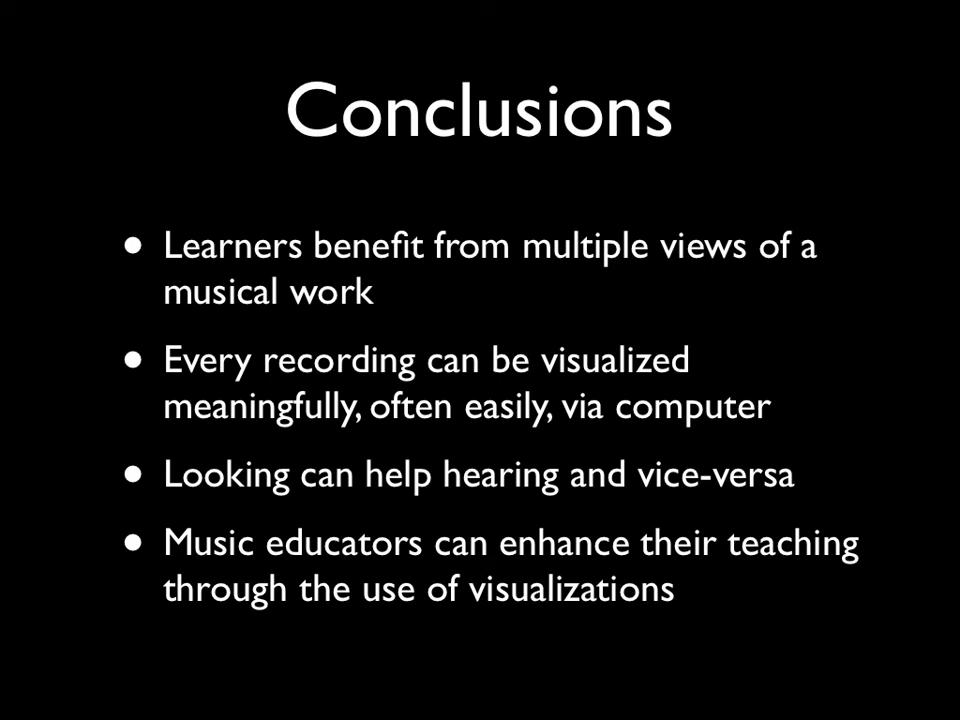 Conclusions
• Learners benefit from multiple views of a
musical work
• Every recording can be visualized
meaningfully, often easily, via computer
• Looking can help hearing and vice-versa
• Music educators can enhance their teaching
through the use of visualizations